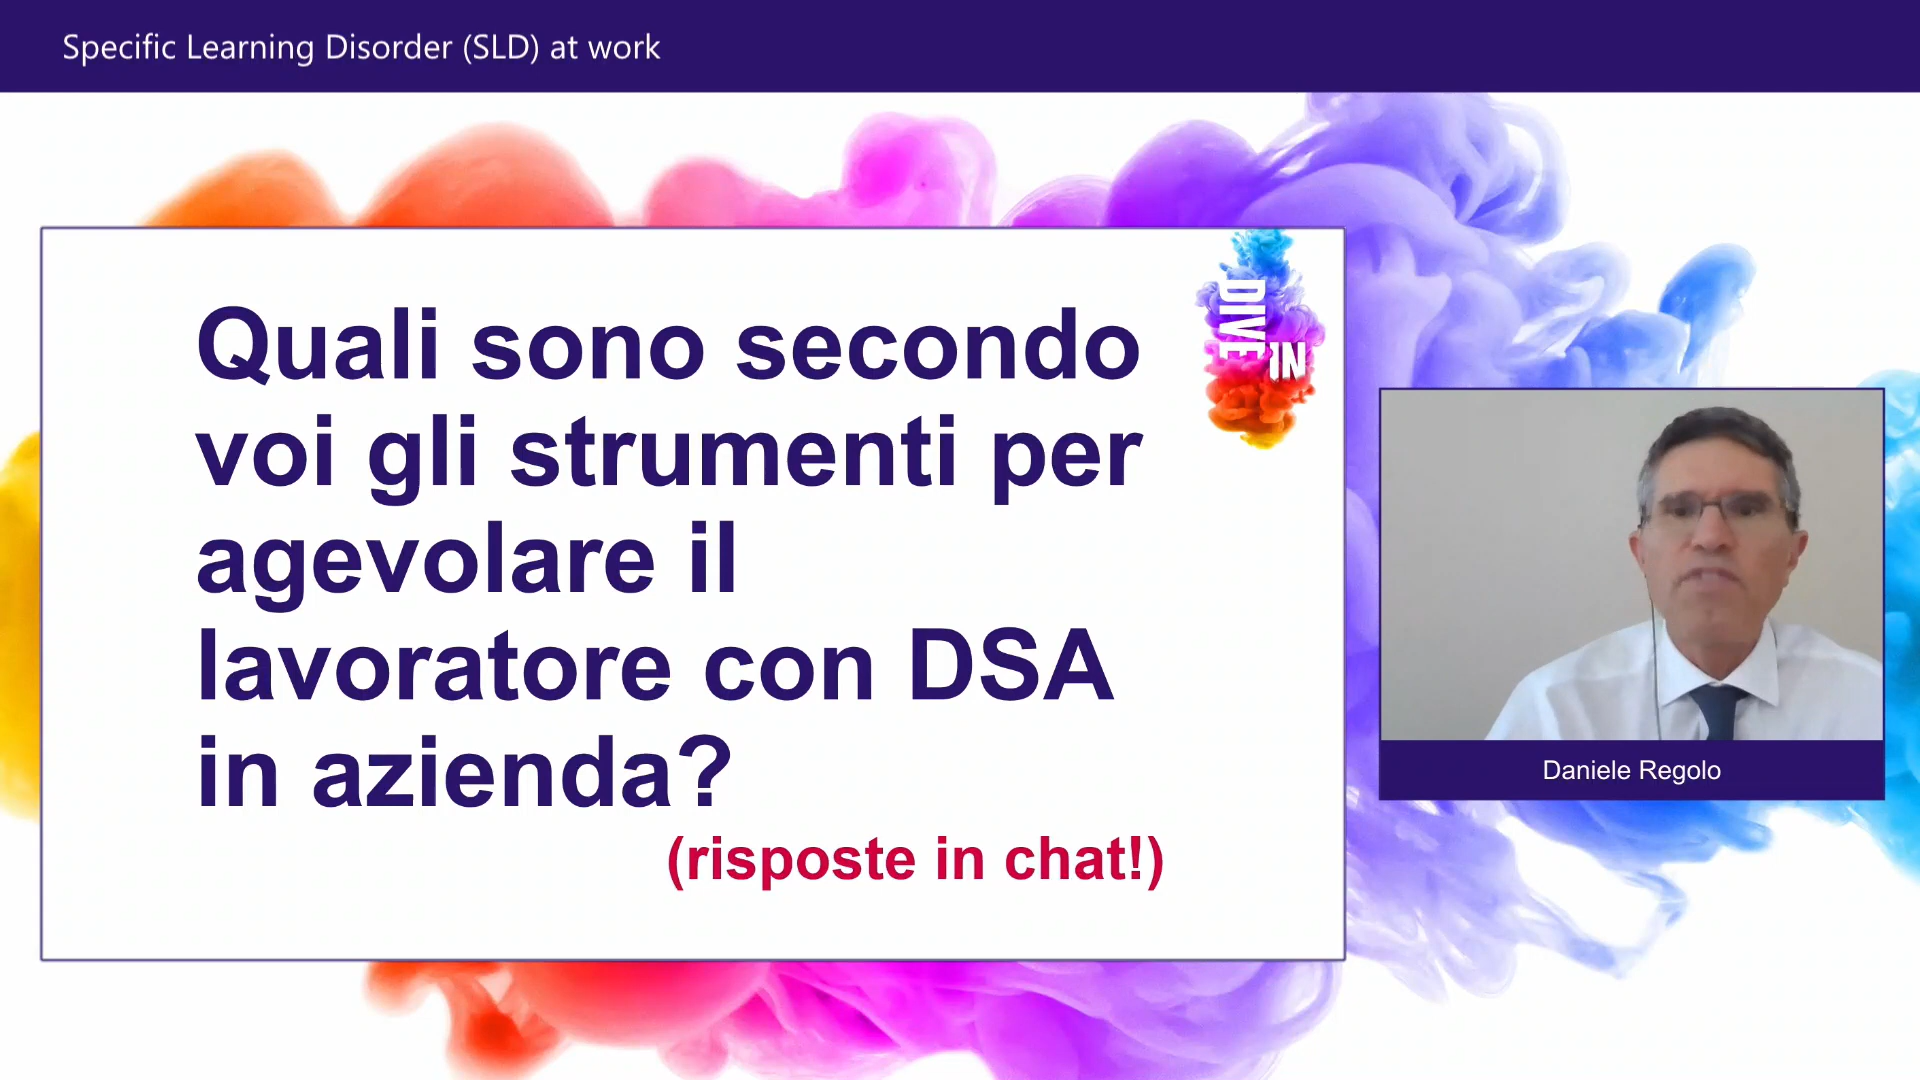 Specific Learning Disorder (SLD) at work
DIVE
IN
Quali sono secondo
voi gli strumenti per
agevolare il
lavoratore con DSA
in azienda?
(risposte in chat!)
Daniele Regolo